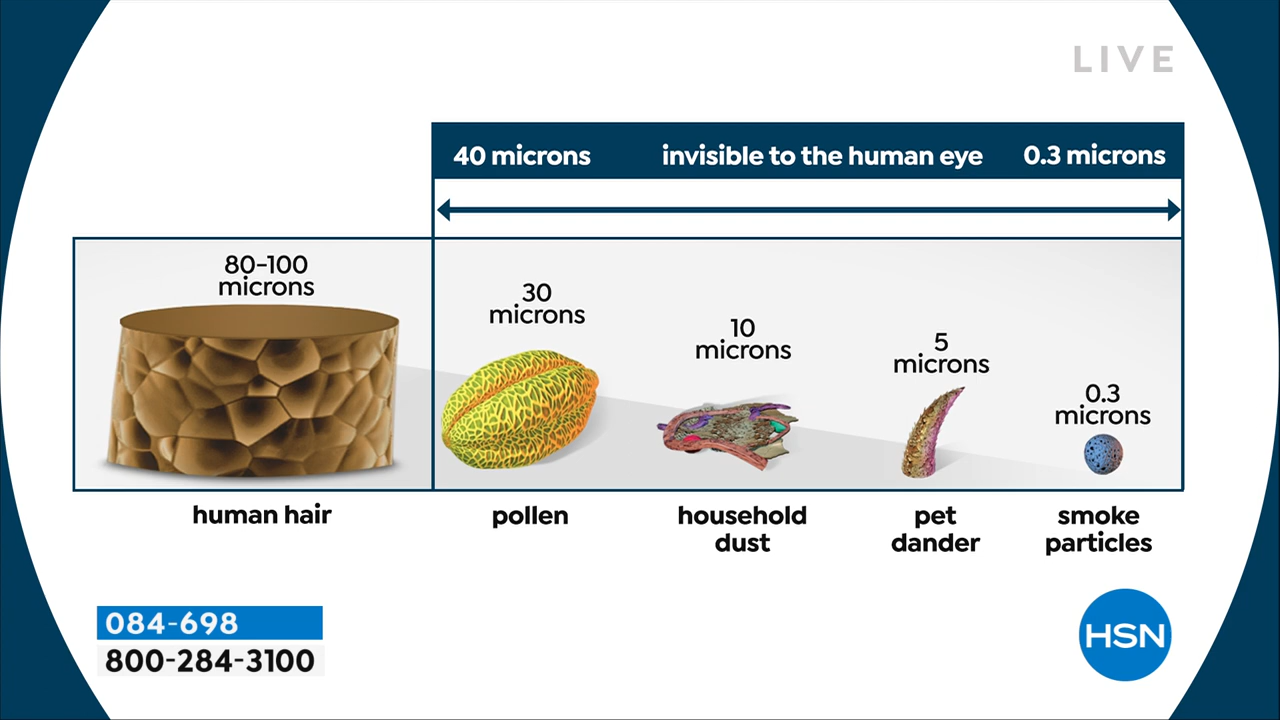 LIVE
40 microns
invisible to the human eye
0.3 microns
80-100
microns
30
microns
10
microns
5
microns
0.3
microns
human hair
pollen
household
dust
pet
dander
smoke
particles
084-698
800-284-3100
HSN